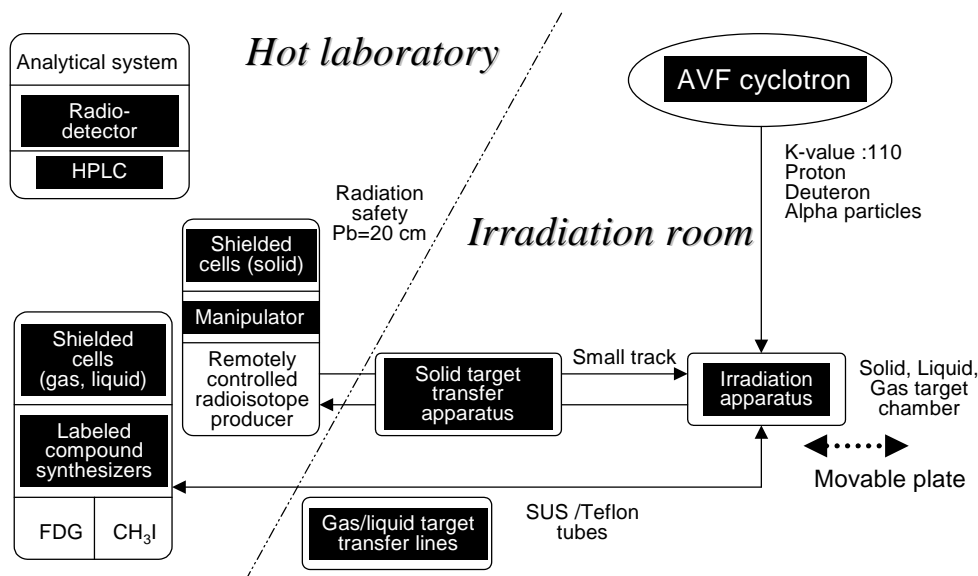 Hot laboratory
Analytical system
Radio-
detector
HPLC
AVF cyclotron
K-value :110
Proton
Deuteron
Alpha particles
Radiation
safety
Pb=20 cm
Irradiation room
Shielded
cells (solid)
Manipulator
Remotely
controlled
radioisotope
producer
Shielded
cells
(gas, liquid)
Labeled
compound
synthesizers
FDG
CH₃I
Solid target
transfer
apparatus
Small track
Irradiation
apparatus
Solid, Liquid,
Gas target
chamber
Movable plate
Gas/liquid target
transfer lines
SUS /Teflon
tubes